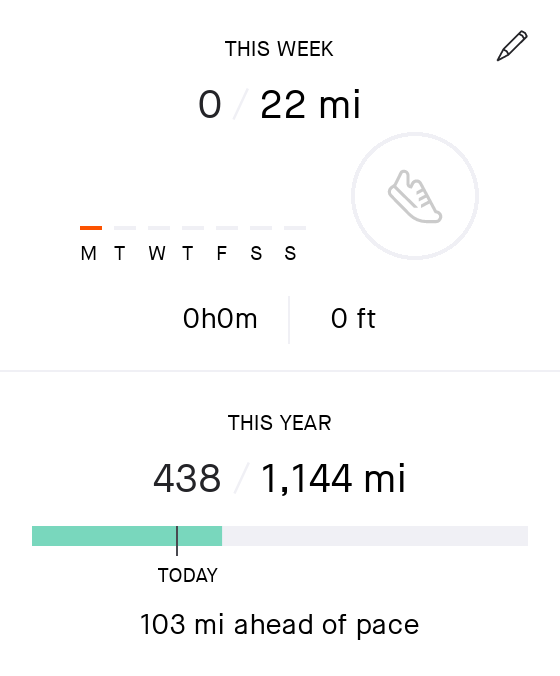 THIS WEEK
0 / 22 mi
M T W T F S S
0h0m 0 ft
THIS YEAR
438 / 1,144 mi
TODAY
103 mi ahead of pace